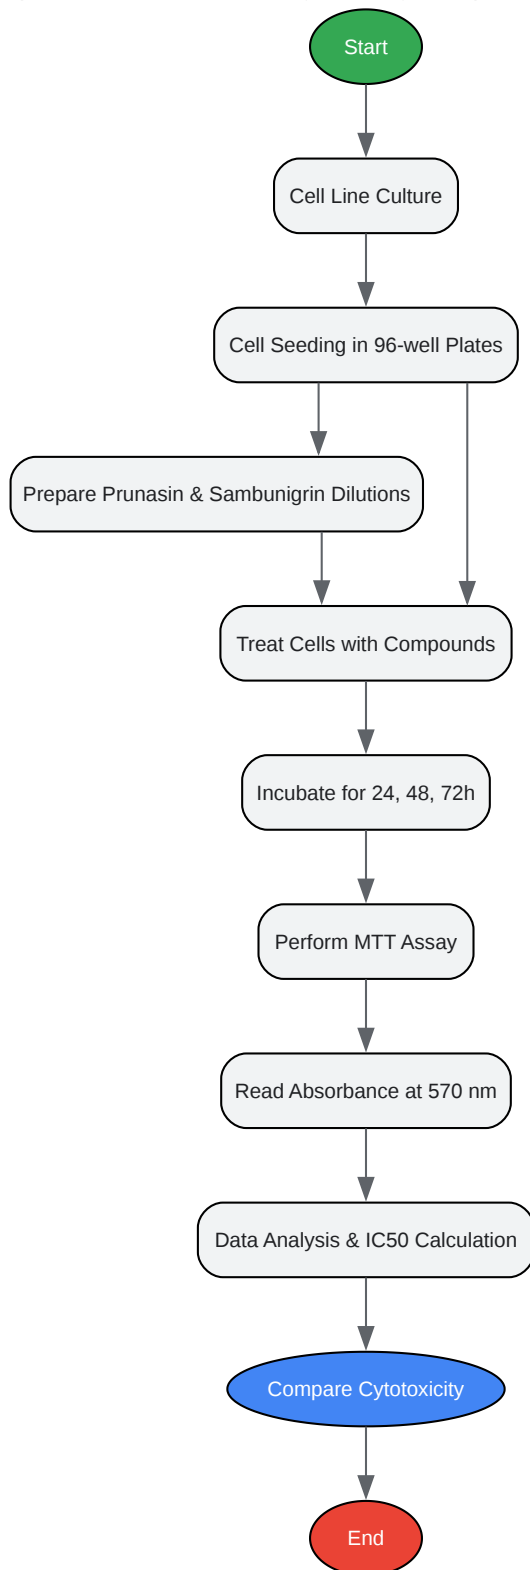 Start
Cell Line Culture
Cell Seeding in 96-well Plates
Prepare Prunasin & Sambunigrin Dilutions
Treat Cells with Compounds
Incubate for 24, 48, 72h
Perform MTT Assay
Read Absorbance at 570 nm
Data Analysis & IC50 Calculation
Compare Cytotoxicity
End